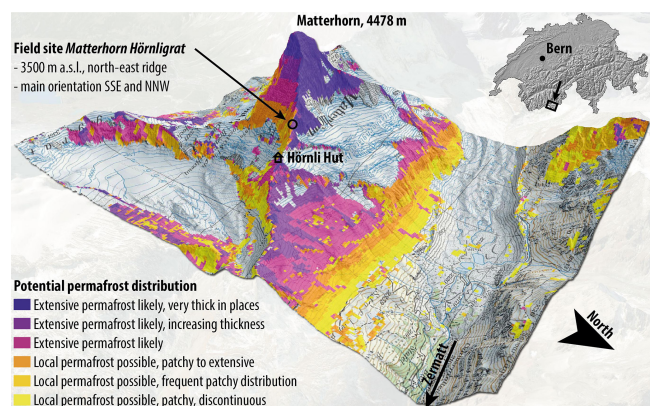 Matterhorn, 4478 m
Field site Matterhorn Hörnligrat
- 3500 m a.s.l., north-east ridge
- main orientation SSE and NNW
Bern
Hörnli Hut
Potential permafrost distribution
Extensive permafrost likely, very thick in places
Extensive permafrost likely, increasing thickness
Extensive permafrost likely
Local permafrost possible, patchy to extensive
Local permafrost possible, frequent patchy distribution
Local permafrost possible, patchy, discontinuous
Zermatt
North